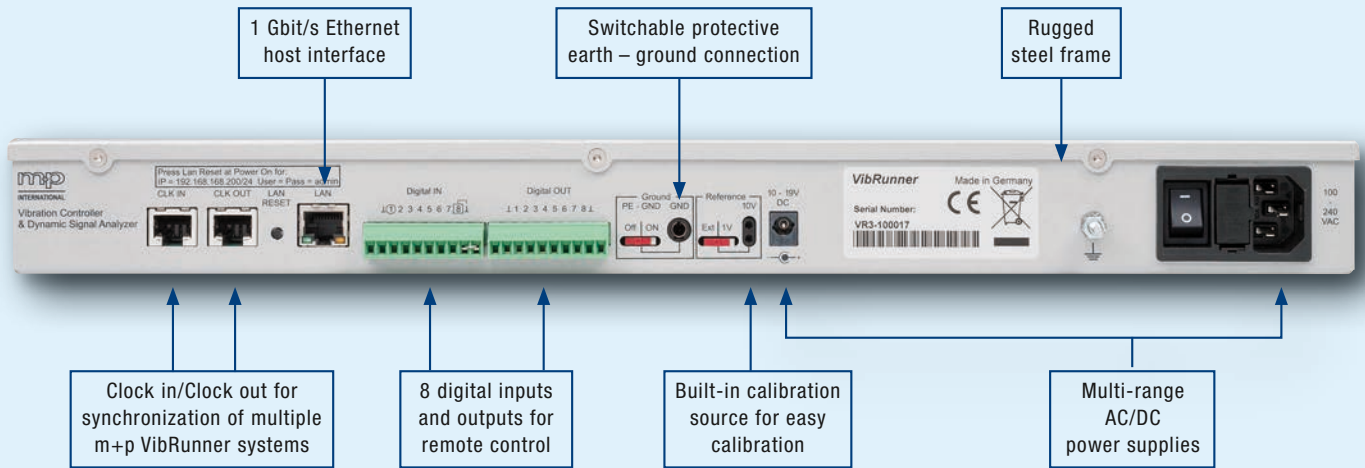 1 Gbit/s Ethernet
host interface
Switchable protective
earth – ground connection
Rugged
steel frame
m+p
INTERNATIONAL
Vibration Controller
& Dynamic Signal Analyzer
Press Lan Reset at Power On for:
IP = 192.168.168.200/24 User = Pass = admin
CLK IN
CLK OUT
LAN
RESET
LAN
Digital IN
⊥ 1 2 3 4 5 6 7 8 ⊥
Digital OUT
⊥ 1 2 3 4 5 6 7 8 ⊥
Ground
PE - GND GND
Off ON
Reference
10V
Ext 1V
10 - 19V
DC
VibRunner
Made in Germany
CE
Serial Number:
VR3-100017
I
O
100
-
240
VAC
Clock in/Clock out for
synchronization of multiple
m+p VibRunner systems
8 digital inputs
and outputs for
remote control
Built-in calibration
source for easy
calibration
Multi-range
AC/DC
power supplies